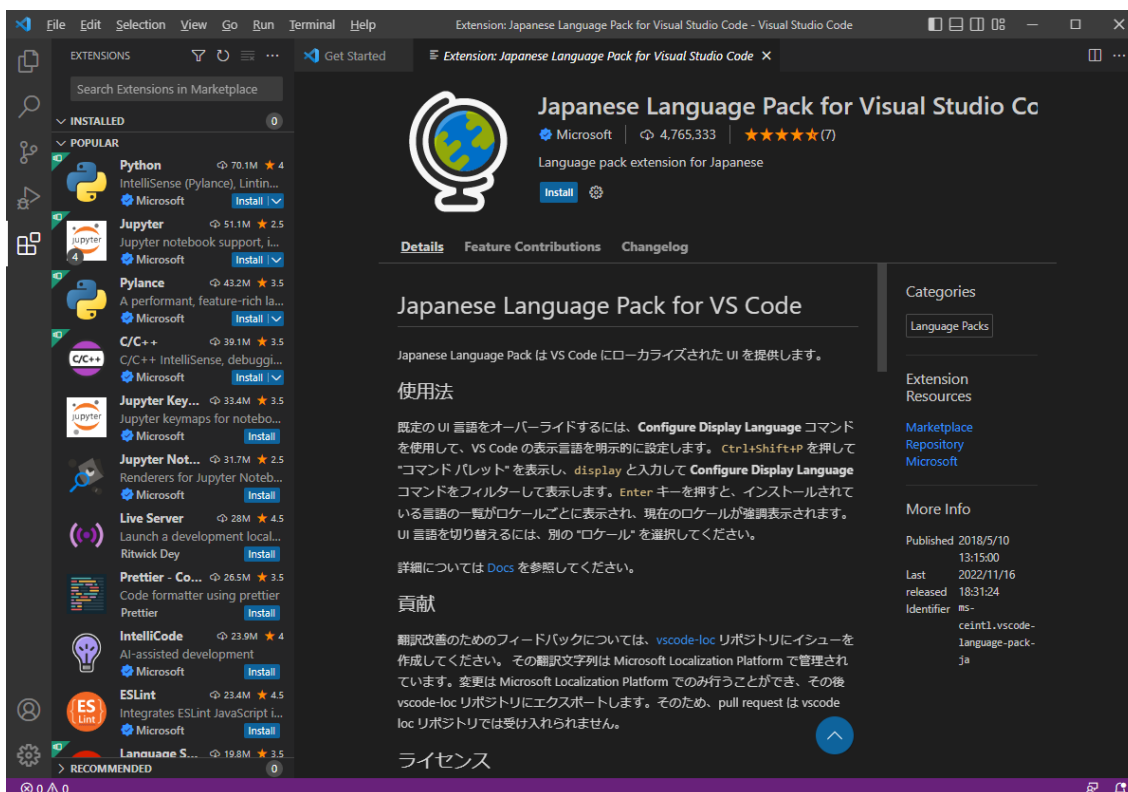 File Edit Selection View Go Run Terminal Help Extension: Japanese Language Pack for Visual Studio Code - Visual Studio Code
EXTENSIONS
Search Extensions in Marketplace
INSTALLED 0
POPULAR
Python 70.1M 4
IntelliSense (Pylance), Lintin...
Microsoft Install
jupyter
4
Jupyter 51.1M 2.5
Jupyter notebook support, i...
Microsoft Install
Pylance 43.2M 3.5
A performant, feature-rich la...
Microsoft Install
C/C++
C/C++ 39.1M 3.5
C/C++ IntelliSense, debuggi...
Microsoft Install
jupyter
Jupyter Key... 33.4M 3.5
Jupyter keymaps for notebo...
Microsoft Install
Jupyter Not... 31.7M 2.5
Renderers for Jupyter Noteb...
Microsoft Install
Live Server 28M 4.5
Launch a development local...
Ritwick Dey Install
Prettier - Co... 26.5M 3.5
Code formatter using prettier
Prettier Install
IntelliCode 23.9M 4
AI-assisted development
Microsoft Install
ES
Lint
ESLint 23.4M 4.5
Integrates ESLint JavaScript i...
Microsoft Install
Language S... 19.8M 3.5
RECOMMENDED 0
0 0
Get Started Extension: Japanese Language Pack for Visual Studio Code
Japanese Language Pack for Visual Studio Co
Microsoft 4,765,333 (7)
Language pack extension for Japanese
Install
Details Feature Contributions Changelog
Japanese Language Pack for VS Code
Japanese Language Pack は VS Code にローカライズされた UI を提供します。
使用法
既定の UI 言語をオーバーライドするには、Configure Display Language コマンド
を使用して、VS Code の表示言語を明示的に設定します。 Ctrl+Shift+P を押して
"コマンド パレット" を表示し、display と入力して Configure Display Language
コマンドをフィルターして表示します。Enter キーを押すと、インストールされて
いる言語の一覧がロケールごとに表示され、現在のロケールが強調表示されます。
UI 言語を切り替えるには、別の "ロケール" を選択してください。
詳細については Docs を参照してください。
貢献
翻訳改善のためのフィードバックについては、vscode-loc リポジトリにイシューを
作成してください。 その翻訳文字列は Microsoft Localization Platform で管理され
ています。変更は Microsoft Localization Platform でのみ行うことができ、その後
vscode-loc リポジトリにエクスポートします。そのため、pull request は vscode
loc リポジトリでは受け入れられません。
ライセンス
Categories
Language Packs
Extension
Resources
Marketplace
Repository
Microsoft
More Info
Published 2018/5/10
13:15:00
Last 2022/11/16
released 18:31:24
Identifier ms-
ceintl.vscode-
language-pack-
ja